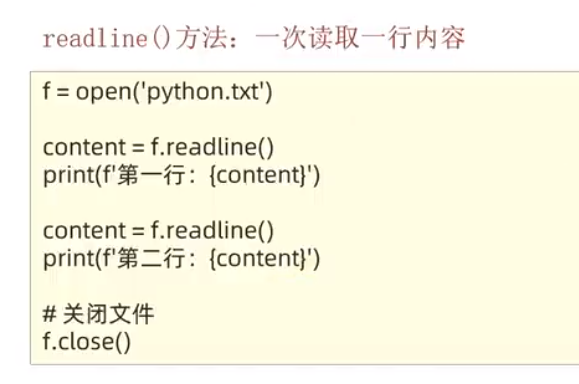 readline()方法：一次读取一行内容
f = open('python.txt')
content = f.readline()
print(f'第一行：{content}')
content = f.readline()
print(f'第二行：{content}')
# 关闭文件
f.close()